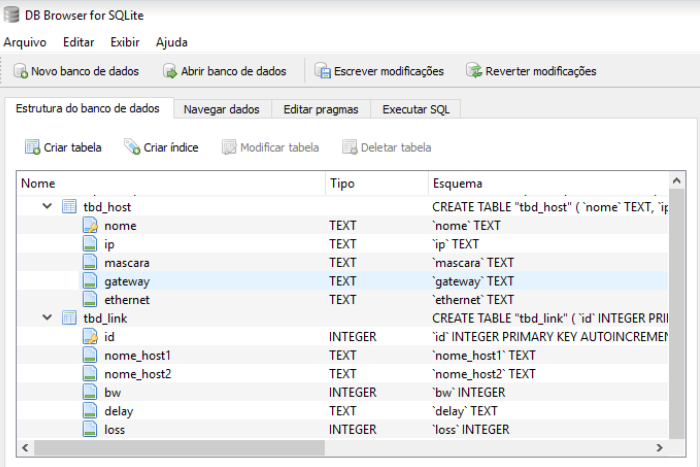 DB Browser for SQLite
Arquivo Editar Exibir Ajuda
Novo banco de dados Abrir banco de dados Escrever modificações Reverter modificações
Estrutura do banco de dados Navegar dados Editar pragmas Executar SQL
Criar tabela Criar índice Modificar tabela Deletar tabela
Nome Tipo Esquema
tbd_host CREATE TABLE "tbd_host" ( `nome` TEXT, `ip
nome TEXT `nome` TEXT
ip TEXT `ip` TEXT
mascara TEXT `mascara` TEXT
gateway TEXT `gateway` TEXT
ethernet TEXT `ethernet` TEXT
tbd_link CREATE TABLE "tbd_link" ( `id` INTEGER PRI
id INTEGER `id` INTEGER PRIMARY KEY AUTOINCREMEN
nome_host1 TEXT `nome_host1` TEXT
nome_host2 TEXT `nome_host2` TEXT
bw INTEGER `bw` INTEGER
delay TEXT `delay` TEXT
loss INTEGER `loss` INTEGER